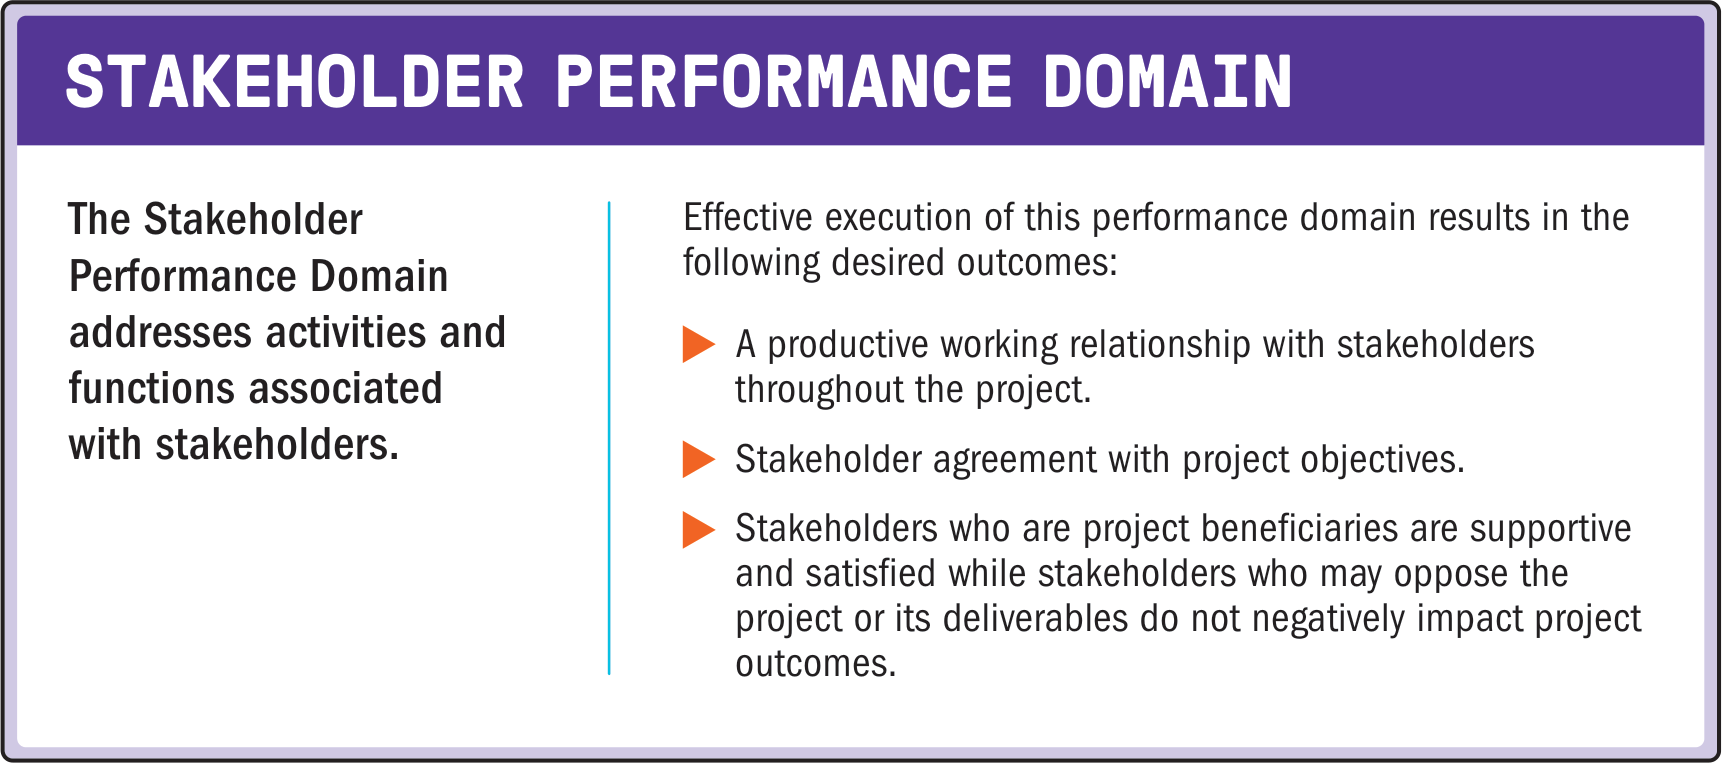 STAKEHOLDER PERFORMANCE DOMAIN
The Stakeholder
Performance Domain
addresses activities and
functions associated
with stakeholders.
Effective execution of this performance domain results in the
following desired outcomes:
A productive working relationship with stakeholders
throughout the project.
Stakeholder agreement with project objectives.
Stakeholders who are project beneficiaries are supportive
and satisfied while stakeholders who may oppose the
project or its deliverables do not negatively impact project
outcomes.